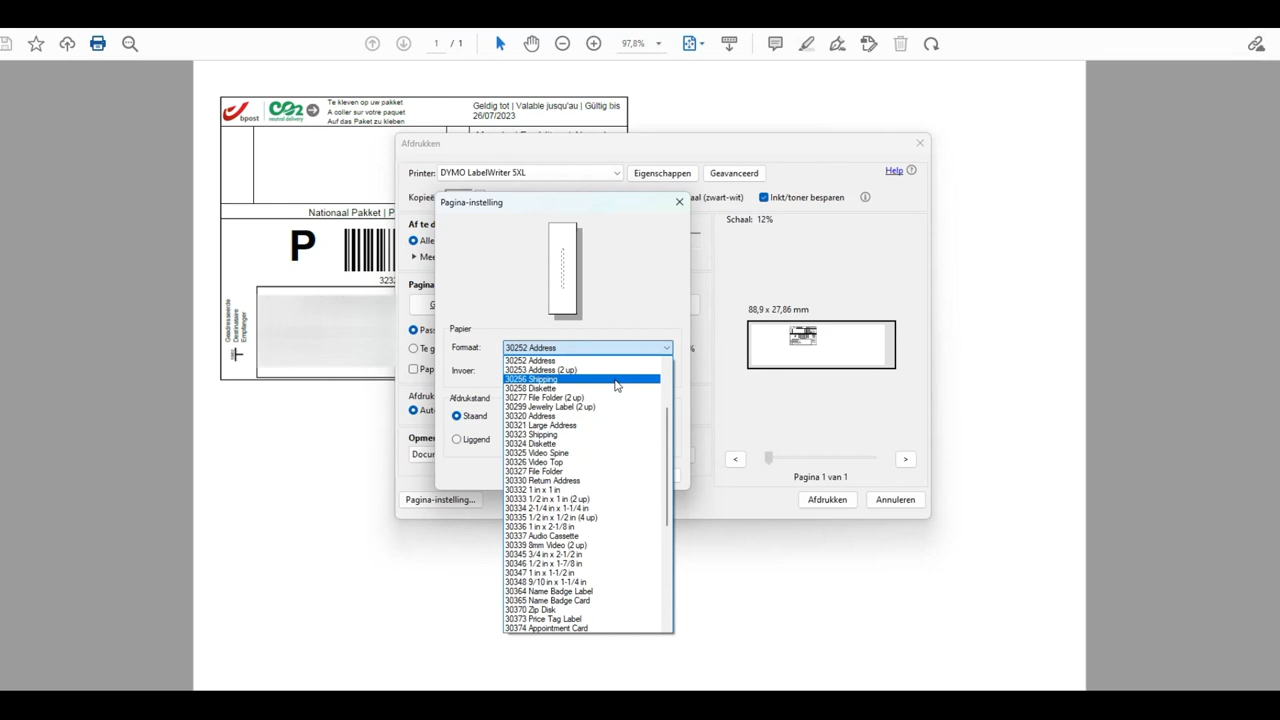 1 / 1
97,8%
bpost
CO2
neutral delivery
Te kleven op uw pakket
A coller sur votre paquet
Auf das Paket zu kleben
Geldig tot | Valable jusqu'au | Gültig bis
26/07/2023
Nationaal Pakket | P
P
323
Geadresseerde
Destinataire
Empfänger
Afdrukken
Printer:
DYMO LabelWriter 5XL
Eigenschappen
Geavanceerd
Help
Kopieë
aal (zwart-wit)
Inkt/toner besparen
Af te d
Alle
Mee
Pagina
G
Pass
Te g
%
Pap
Afdruk
Auto
Opmer
Docu
Pagina-instelling...
Schaal: 12%
88,9 x 27,86 mm
<
>
Pagina 1 van 1
Afdrukken
Annuleren
Pagina-instelling
Papier
Formaat:
30252 Address
Invoer:
Afdrukstand
Staand
Liggend
30252 Address
30253 Address (2 up)
30256 Shipping
30258 Diskette
30277 File Folder (2 up)
30299 Jewelry Label (2 up)
30320 Address
30321 Large Address
30323 Shipping
30324 Diskette
30325 Video Spine
30326 Video Top
30327 File Folder
30330 Return Address
30332 1 in x 1 in
30333 1/2 in x 1 in (2 up)
30334 2-1/4 in x 1-1/4 in
30335 1/2 in x 1/2 in (4 up)
30336 1 in x 2-1/8 in
30337 Audio Cassette
30339 8mm Video (2 up)
30345 3/4 in x 2-1/2 in
30346 1/2 in x 1-7/8 in
30347 1 in x 1-1/2 in
30348 9/10 in x 1-1/4 in
30364 Name Badge Label
30365 Name Badge Card
30370 Zip Disk
30373 Price Tag Label
30374 Appointment Card